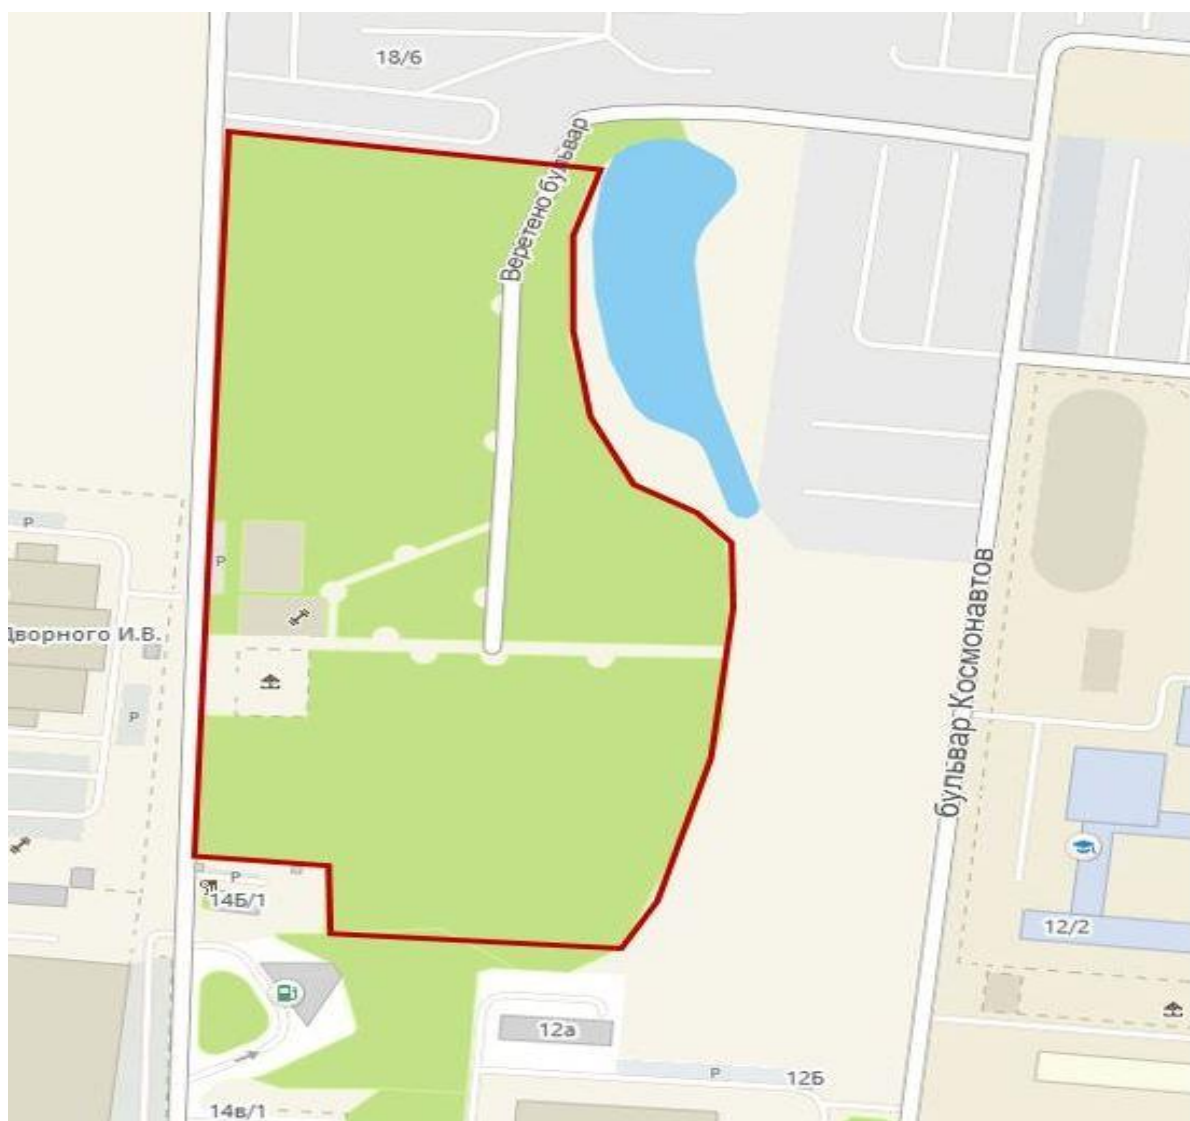 18/6
Веретено бульвар
P
P
Дворного И.В.
P
бульвар Космонавтов
P
14Б/1
12/2
12а
P
12Б
14в/1